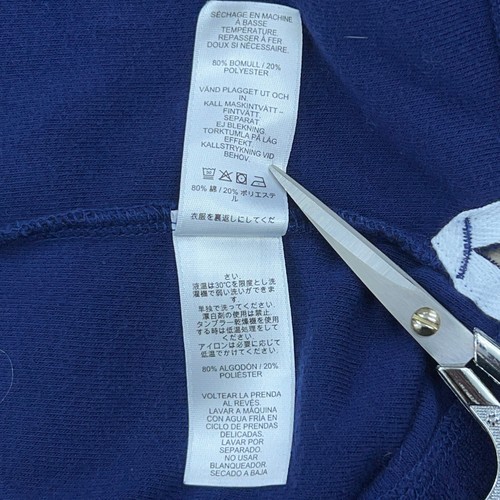 SÉCHAGE EN MACHINE
À BASSE
TEMPÉRATURE
REPASSER À FER
DOUX SI NÉCESSAIRE.
80% BOMULL / 20%
POLYESTER
VÄND PLAGGET UT OCH
IN.
KALL MASKINTVÄTT –
FINTVÄTT.
SEPARAT
EJ BLEKNING.
TORKTUMLA PÅ LÅG
EFFEKT.
KALLSTRYKNING VID
BEHOV.
80% 綿 / 20% ポリエステ
ル
衣服を裏返しにしてくだ
さい
液温は30℃を限度とし洗
濯機で弱い洗いができま
す
単独で洗ってください.
漂白剤の使用は禁止.
タンブラー乾燥機を使用
する時は低温処理をして
ください
アイロンは必要に応じて
低温でかけてください.
80% ALGODÓN / 20%
POLIÉSTER
VOLTEAR LA PRENDA
AL REVÉS.
LAVAR A MÁQUINA
CON AGUA FRÍA EN
CICLO DE PRENDAS
DELICADAS.
LAVAR POR
SEPARADO.
NO USAR
BLANQUEADOR
SECADO A BAJA